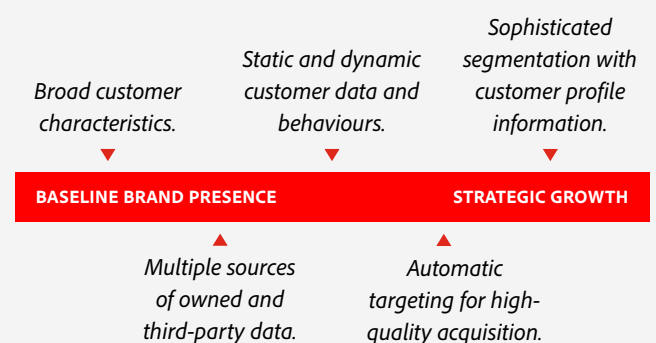 Broad customer
characteristics.
Static and dynamic
customer data and
behaviours.
Sophisticated
segmentation with
customer profile
information.
BASELINE BRAND PRESENCE
STRATEGIC GROWTH
Multiple sources
of owned and
third-party data.
Automatic
targeting for high-
quality acquisition.